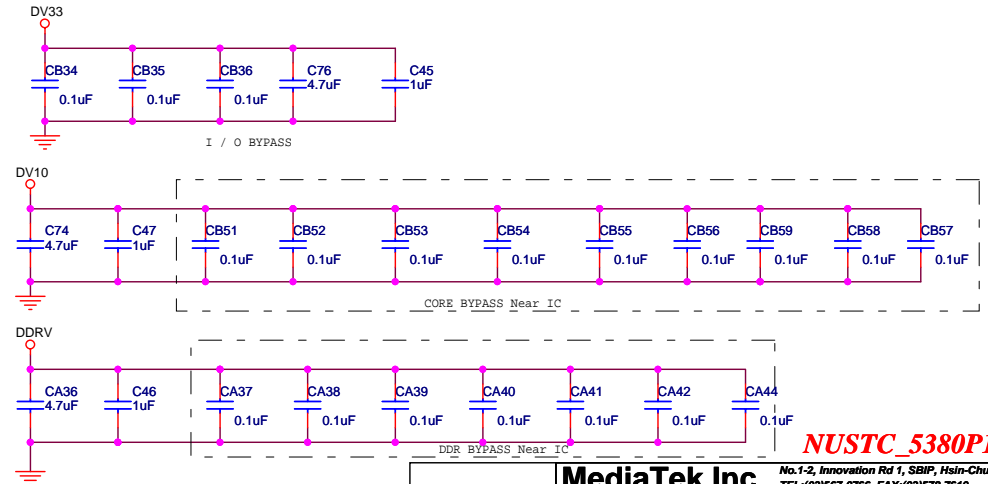 DV33
CB34 CB35 CB36 C76 C45
4.7uF 1uF
0.1uF 0.1uF 0.1uF
I / O BYPASS
DV10
C74 C47 CB51 CB52 CB53 CB54 CB55 CB56 CB59 CB58 CB57
4.7uF 1uF
0.1uF 0.1uF 0.1uF 0.1uF 0.1uF 0.1uF 0.1uF 0.1uF 0.1uF
CORE BYPASS Near IC
DDRV
CA36 C46 CA37 CA38 CA39 CA40 CA41 CA42 CA44
4.7uF 1uF
0.1uF 0.1uF 0.1uF 0.1uF 0.1uF 0.1uF 0.1uF
DDR BYPASS Near IC
NUSTC_5380P
MediaTek Inc
No.1-2, Innovation Rd 1, SBIP, Hsin-Chu